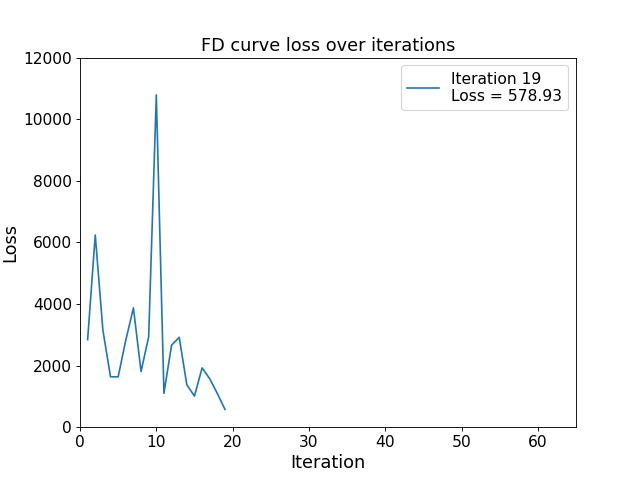 FD curve loss over iterations
12000
10000
8000
6000
4000
2000
0
Loss
Iteration 19
Loss = 578.93
0 10 20 30 40 50 60
Iteration